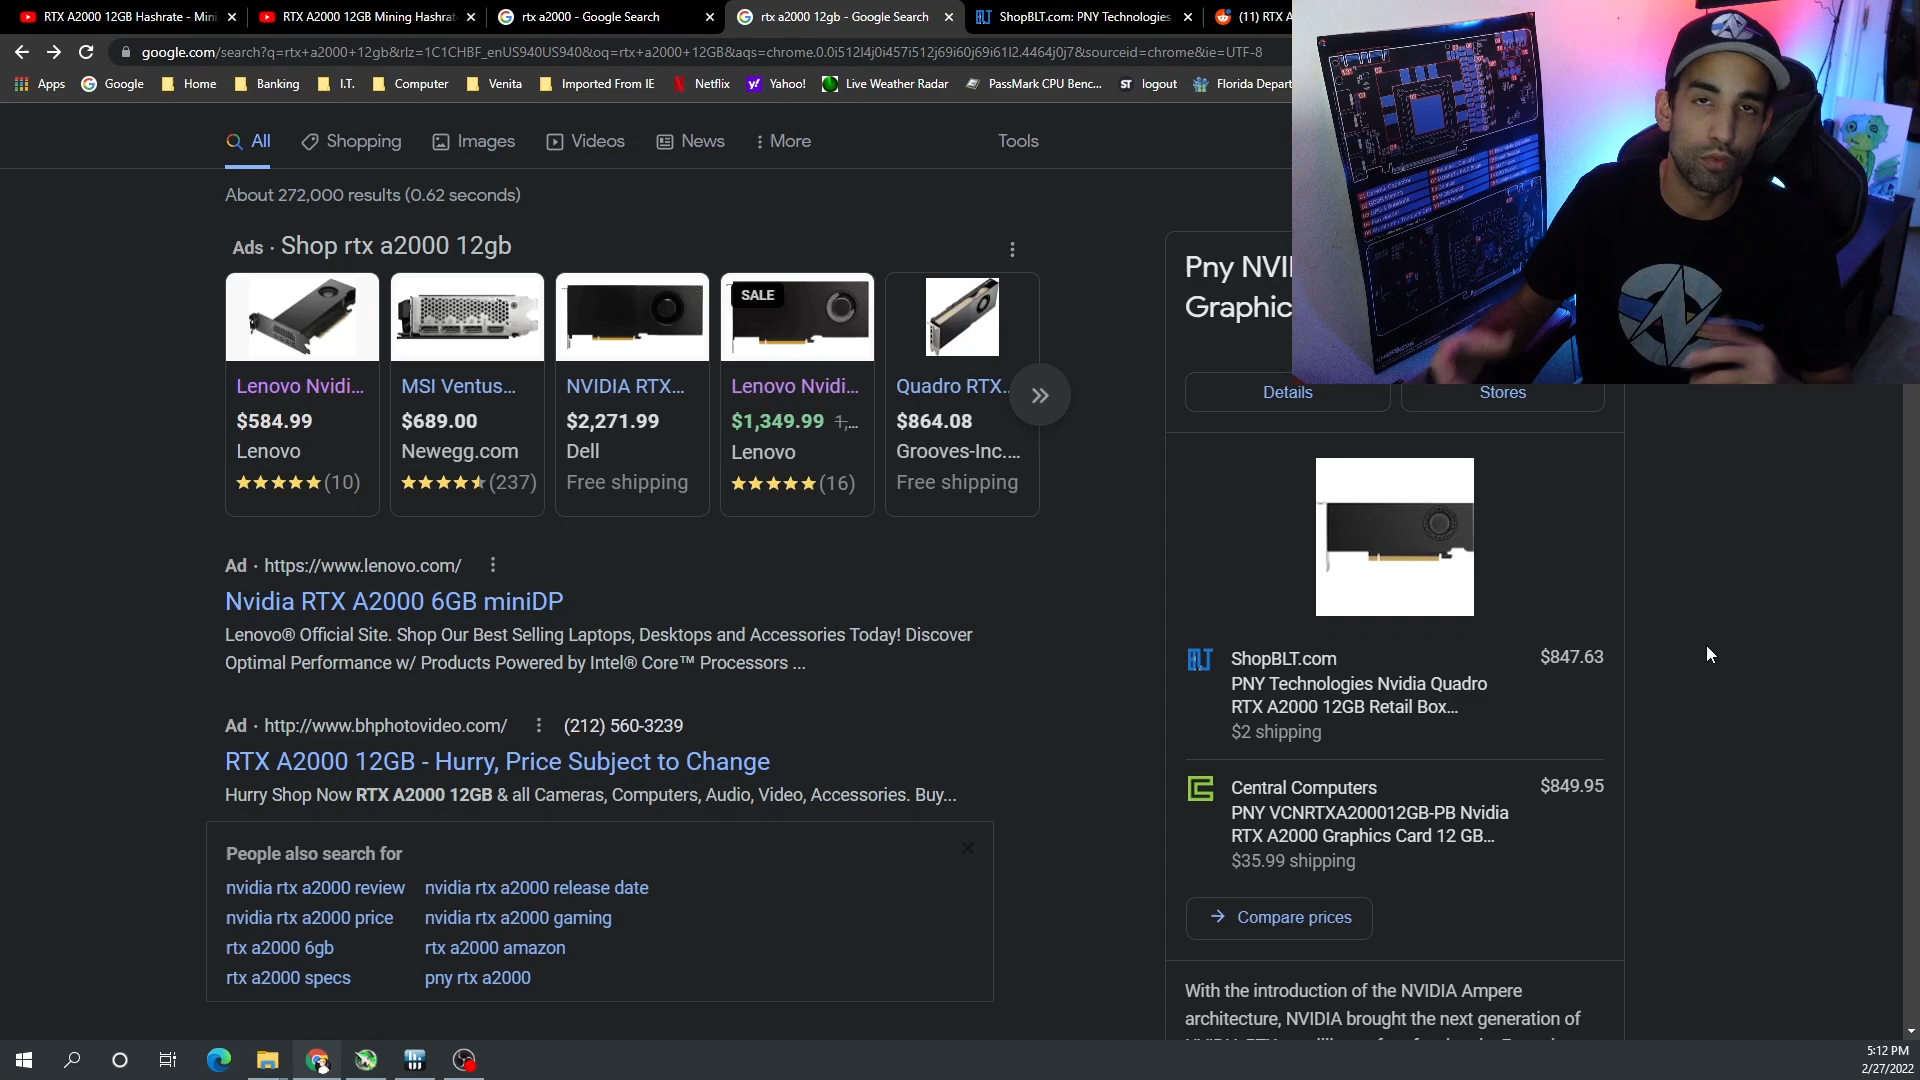 RTX A2000 12GB Hashrate - Mini
RTX A2000 12GB Mining Hashrat
rtx a2000 - Google Search
rtx a2000 12gb - Google Search
ShopBLT.com: PNY Technologies
(11) RTX A
google.com/search?q=rtx+a2000+12gb&rlz=1C1CHBF_enUS940US940&oq=rtx+a2000+12GB&aqs=chrome.0.0i512l4j0i457i512j69i60j69i61l2.4464j0j7&sourceid=chrome&ie=UTF-8
Apps
Google
Home
Banking
I.T.
Computer
Venita
Imported From IE
Netflix
Yahoo!
Live Weather Radar
PassMark CPU Benc...
ST logout
Florida Depart
All
Shopping
Images
Videos
News
More
Tools
About 272,000 results (0.62 seconds)
Ads · Shop rtx a2000 12gb
Lenovo Nvidi...
$584.99
Lenovo
(10)
MSI Ventus...
$689.00
Newegg.com
(237)
NVIDIA RTX...
$2,271.99
Dell
Free shipping
SALE
Lenovo Nvidi...
$1,349.99 1,...
Lenovo
(16)
Quadro RTX...
$864.08
Grooves-Inc....
Free shipping
Ad · https://www.lenovo.com/
Nvidia RTX A2000 6GB miniDP
Lenovo® Official Site. Shop Our Best Selling Laptops, Desktops and Accessories Today! Discover
Optimal Performance w/ Products Powered by Intel® Core™ Processors ...
Ad · http://www.bhphotovideo.com/ (212) 560-3239
RTX A2000 12GB - Hurry, Price Subject to Change
Hurry Shop Now RTX A2000 12GB & all Cameras, Computers, Audio, Video, Accessories. Buy...
People also search for
nvidia rtx a2000 review
nvidia rtx a2000 release date
nvidia rtx a2000 price
nvidia rtx a2000 gaming
rtx a2000 6gb
rtx a2000 amazon
rtx a2000 specs
pny rtx a2000
Pny NVI
Graphic
Details
Stores
BLT
ShopBLT.com
$847.63
PNY Technologies Nvidia Quadro
RTX A2000 12GB Retail Box...
$2 shipping
Central Computers
$849.95
PNY VCNRTXA200012GB-PB Nvidia
RTX A2000 Graphics Card 12 GB...
$35.99 shipping
Compare prices
With the introduction of the NVIDIA Ampere
architecture, NVIDIA brought the next generation of
5:12 PM
2/27/2022